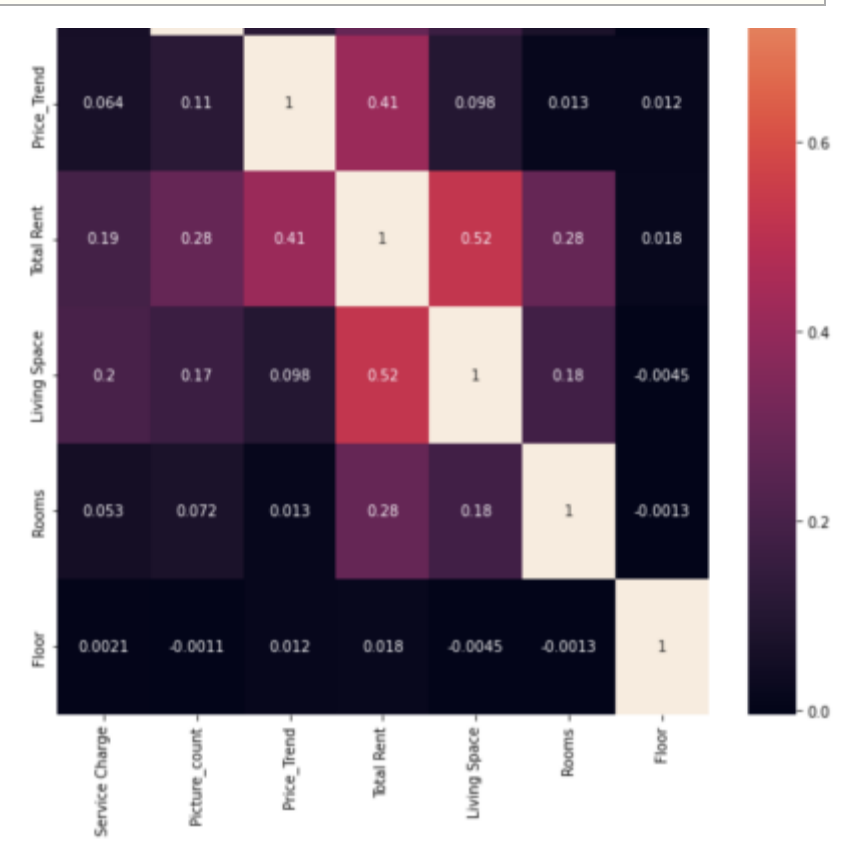 Price_Trend 0.064 0.11 1 0.41 0.098 0.013 0.012
0.6
Total Rent 0.19 0.28 0.41 1 0.52 0.28 0.018
0.4
Living Space 0.2 0.17 0.098 0.52 1 0.18 -0.0045
Rooms 0.053 0.072 0.013 0.28 0.18 1 -0.0013
0.2
Floor 0.0021 -0.0011 0.012 0.018 -0.0045 -0.0013 1
0.0
Service Charge
Picture_count
Price_Trend
Total Rent
Living Space
Rooms
Floor